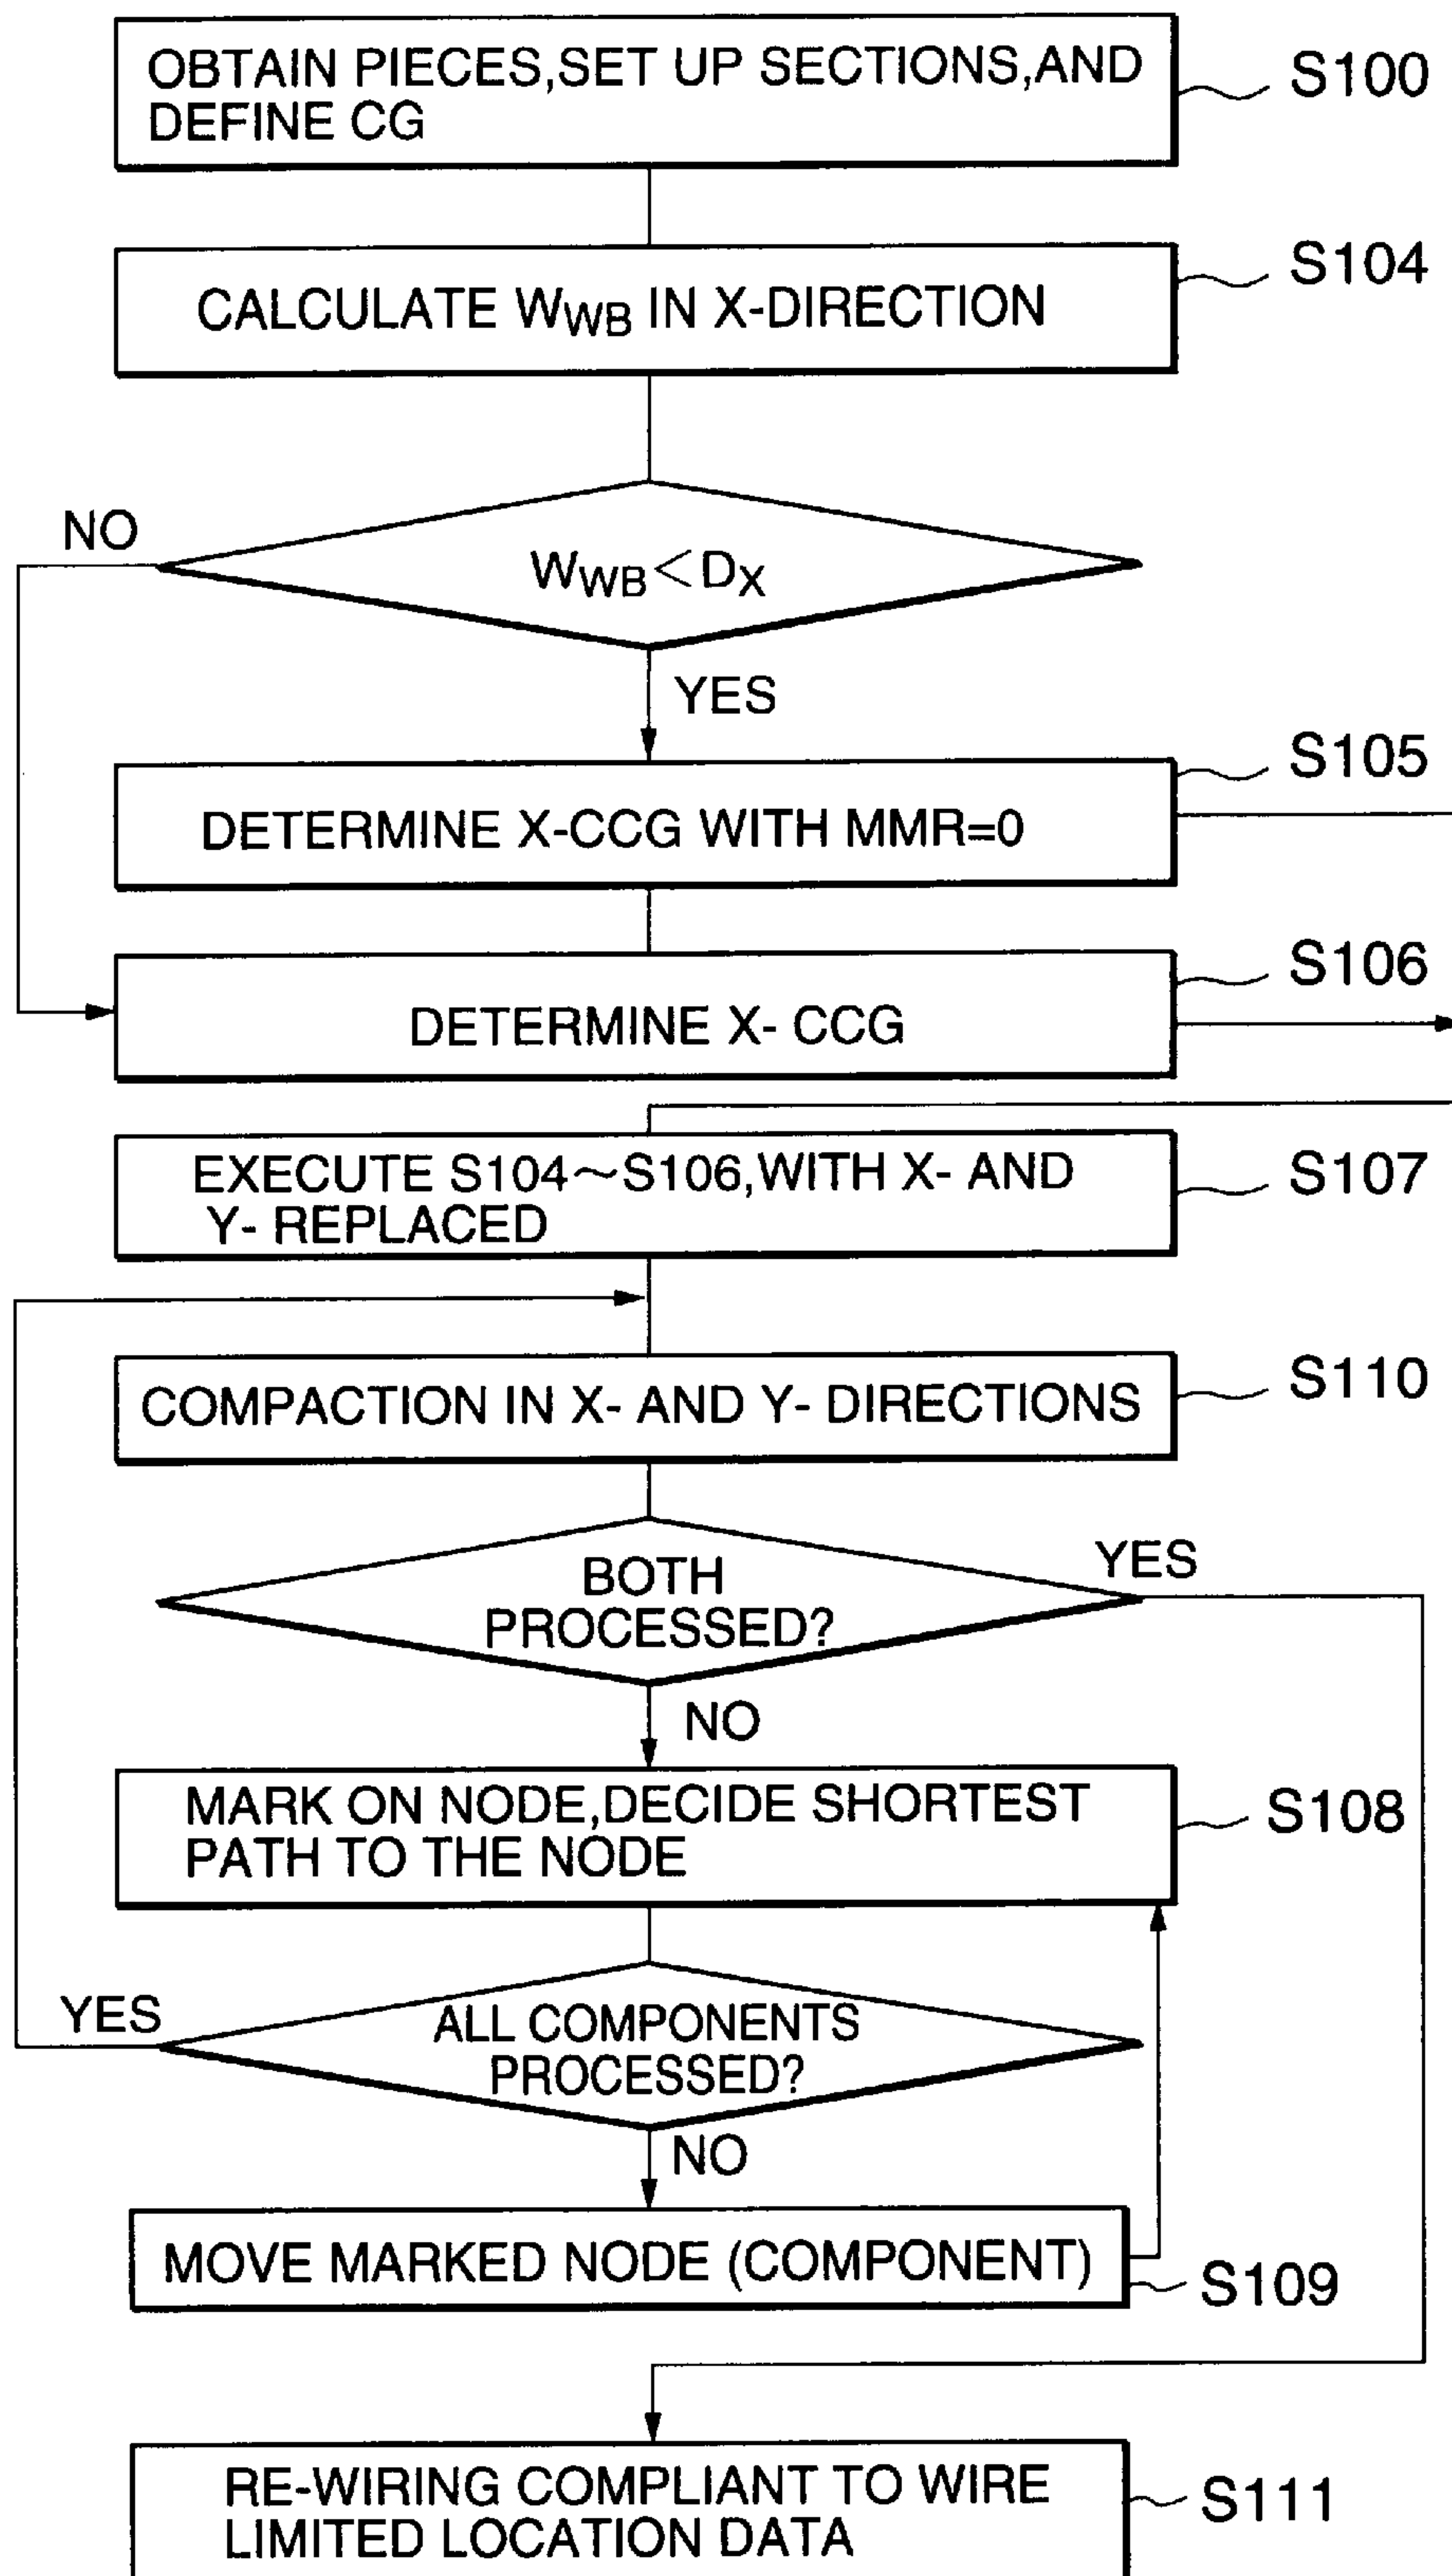 OBTAIN PIECES,SET UP SECTIONS,AND
DEFINE CG
S100
CALCULATE WWB IN X-DIRECTION
S104
NO
WWB<DX
YES
DETERMINE X-CCG WITH MMR=0
S105
DETERMINE X- CCG
S106
EXECUTE S104~S106,WITH X- AND
Y- REPLACED
S107
COMPACTION IN X- AND Y- DIRECTIONS
S110
BOTH
PROCESSED?
YES
NO
MARK ON NODE,DECIDE SHORTEST
PATH TO THE NODE
S108
YES
ALL COMPONENTS
PROCESSED?
NO
MOVE MARKED NODE (COMPONENT)
S109
RE-WIRING COMPLIANT TO WIRE
LIMITED LOCATION DATA
S111